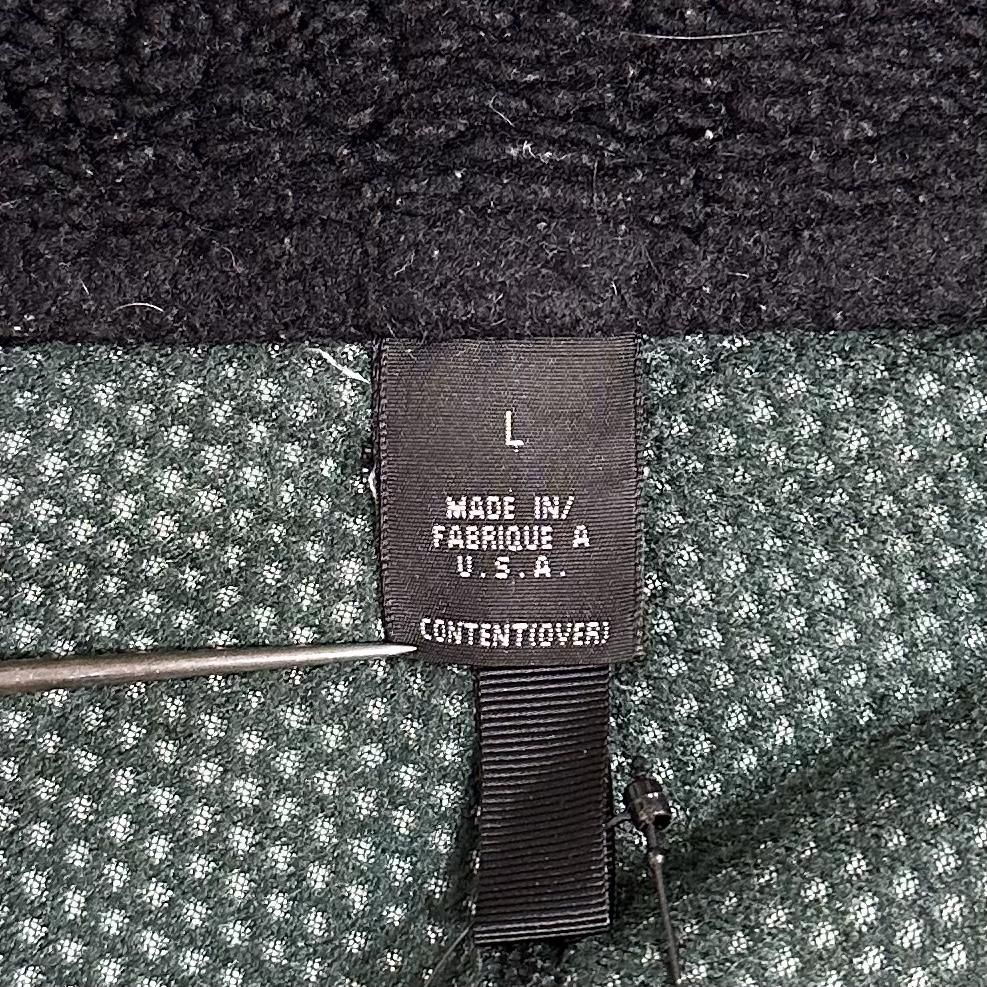 L
MADE IN/
FABRIQUE A
U.S.A.
CONTENT(OVER)